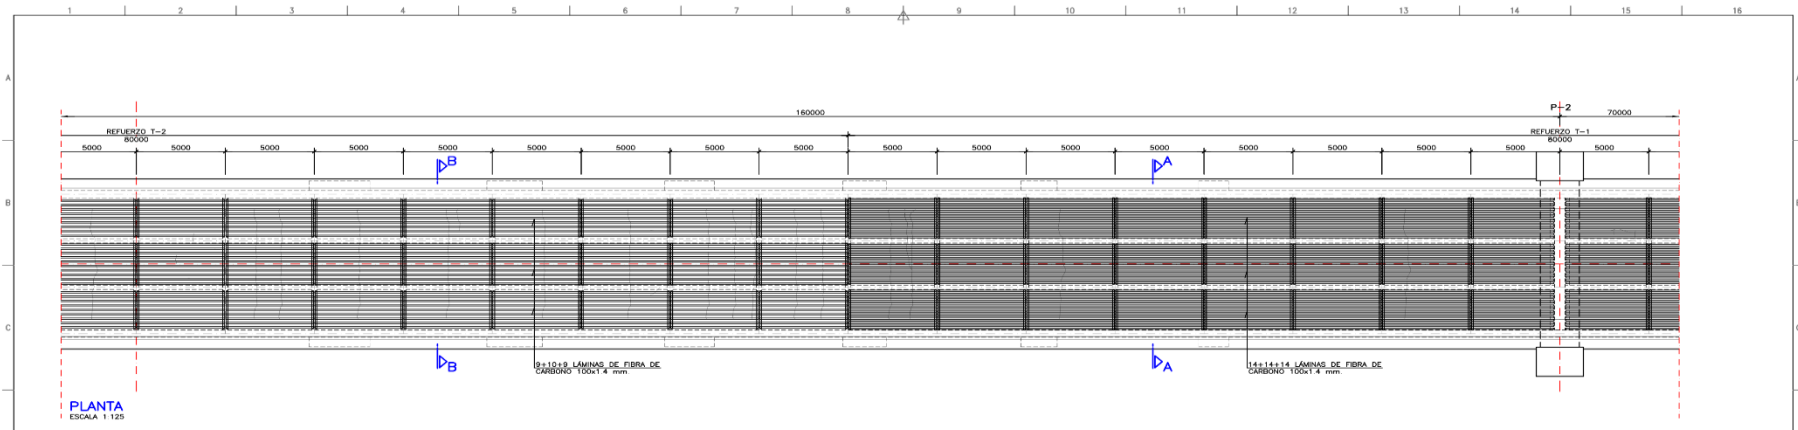 1 2 3 4 5 6 7 8 9 10 11 12 13 14 15 16
A A
P-2
160000 70000
REFUERZO T-2 REFUERZO T-1
80000 80000
5000 5000 5000 5000 5000 5000 5000 5000 5000 5000 5000 5000 5000 5000 5000 5000 5000 5000
B A
B
C
B A
9+10+9 LÁMINAS DE FIBRA DE 14+14+14 LÁMINAS DE FIBRA DE
CARBONO 100x1.4 mm CARBONO 100x1.4 mm.
PLANTA
ESCALA 1 125